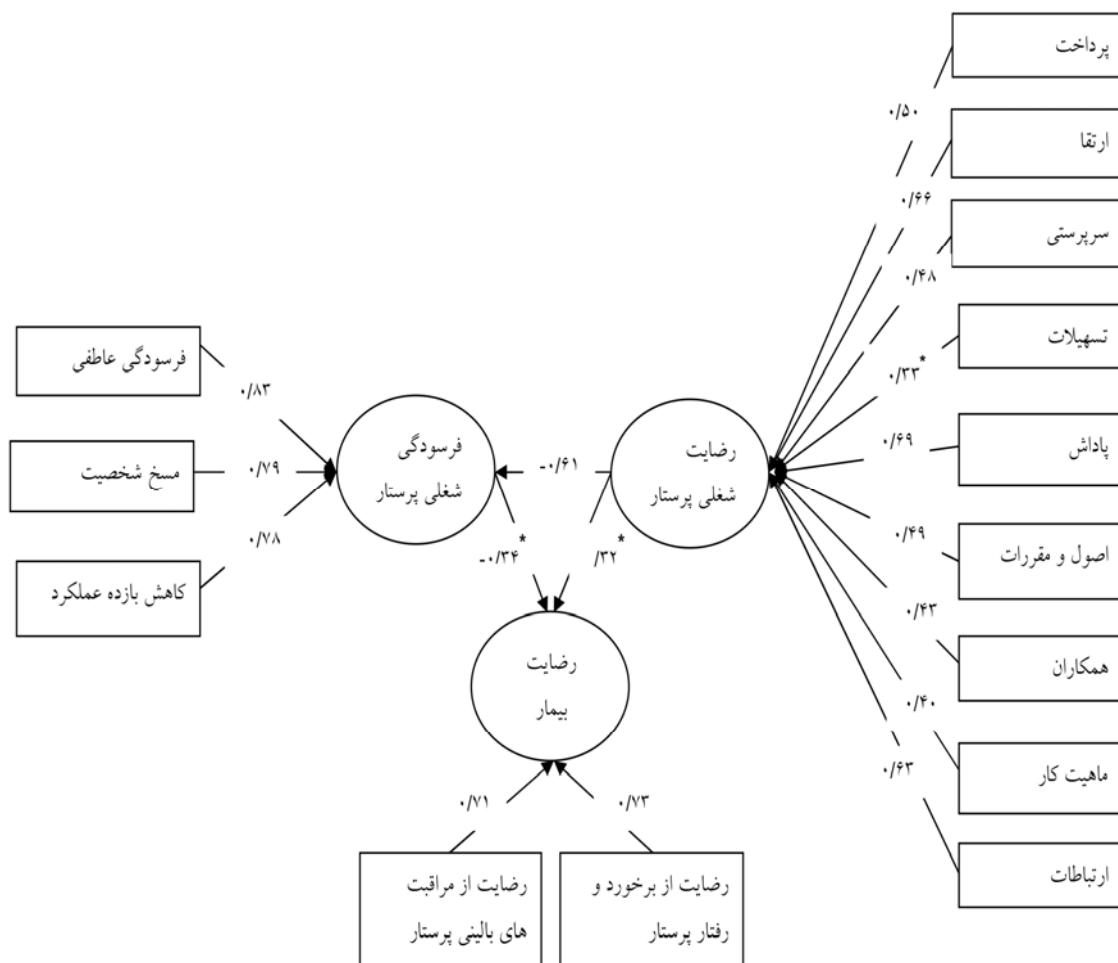 پرداخت
۰/۵۰
ارتقا
۰/۶۶
سرپرستی
۰/۴۸
تسهیلات
۰/۳۳*
پاداش
۰/۶۹
اصول و مقررات
۰/۴۹
همکاران
۰/۴۳
ماهیت کار
۰/۴۰
ارتباطات
۰/۶۳
رضایت
شغلی پرستار
-۰/۶۱
فرسودگی
شغلی پرستار
/۳۲*
-۰/۳۴*
فرسودگی عاطفی
۰/۸۳
مسخ شخصیت
۰/۷۹
کاهش بازده عملکرد
۰/۷۸
رضایت
بیمار
۰/۷۳
۰/۷۱
رضایت از برخورد و
رفتار پرستار
رضایت از مراقبت
های بالینی پرستار